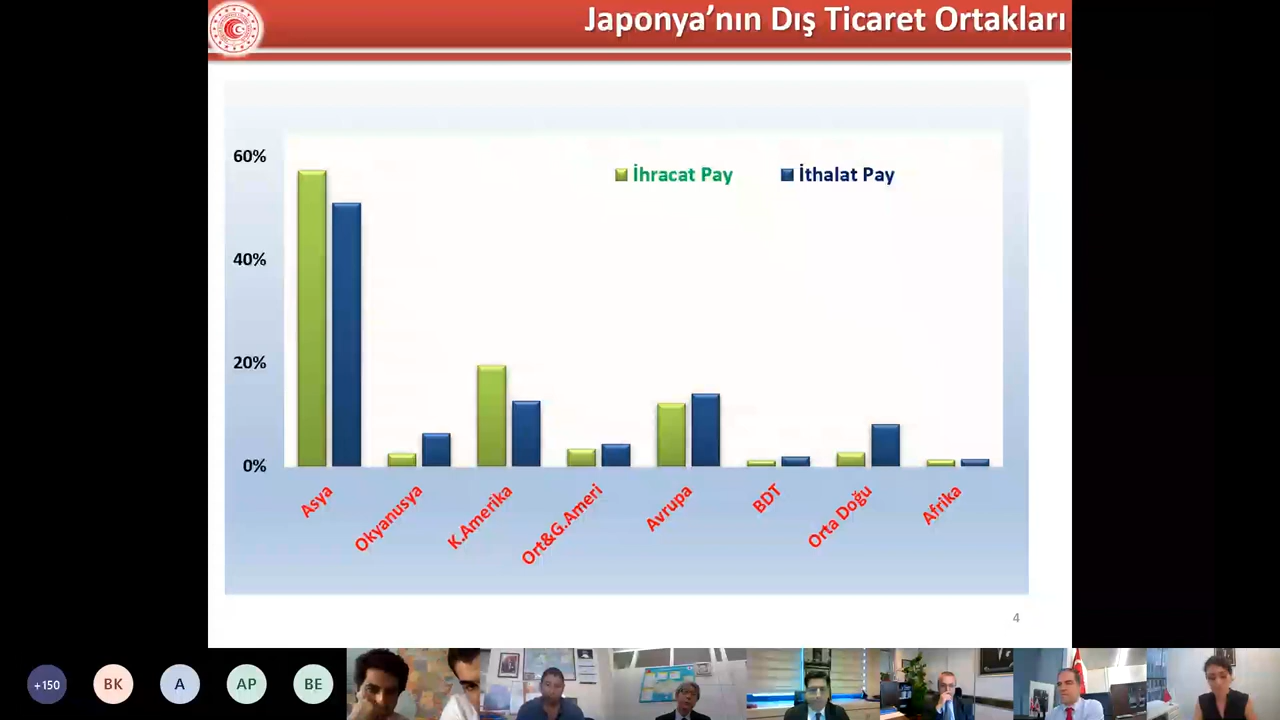 Japonya’nın Dış Ticaret Ortakları
İhracat Pay
İthalat Pay
60%
40%
20%
0%
Asya
Okyanusya
K.Amerika
Ort&G.Ameri
Avrupa
BDT
Orta Doğu
Afrika
4
+150
BK
A
AP
BE